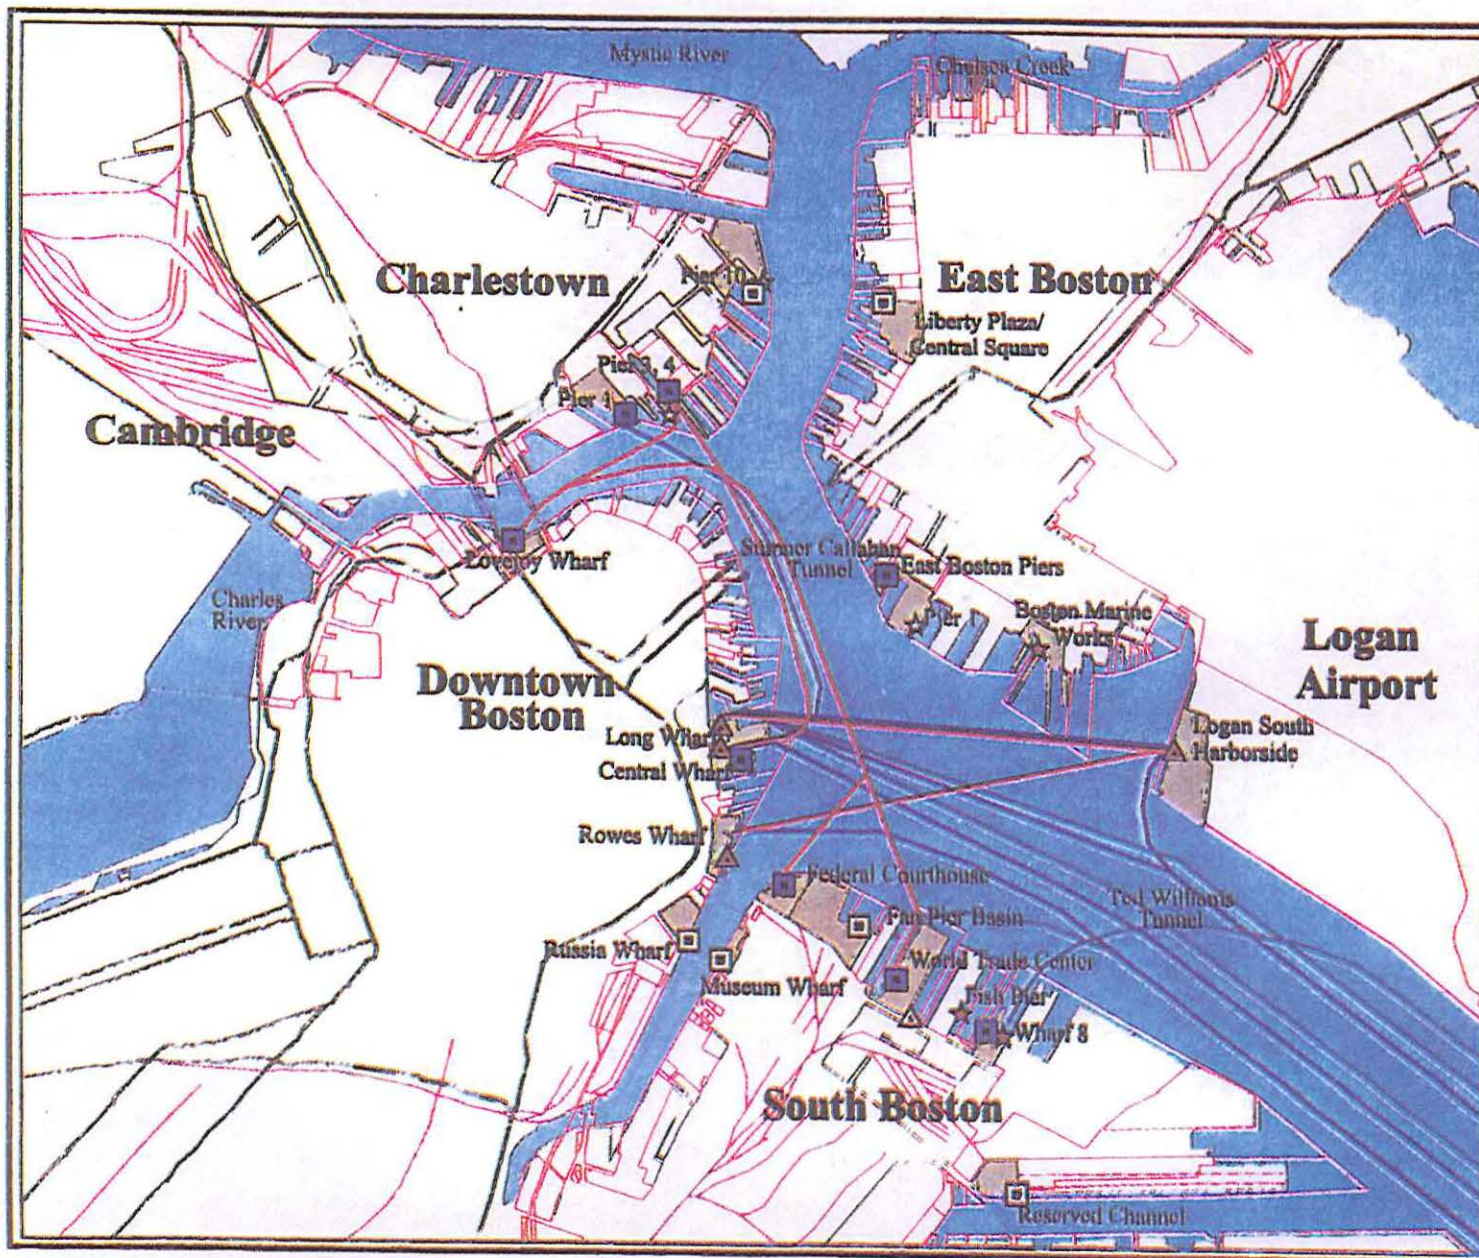 Mystic River
Chelsea Creek
Charlestown
Pier 10
East Boston
Liberty Plaza/
Central Square
Pier 3, 4
Pier 1
Cambridge
Lovejoy Wharf
Sumner Callahan
Tunnel
East Boston Piers
Charles
River
Pier 1
Boston Marine
Works
Logan
Airport
Downtown
Boston
Long Wharf
Central Wharf
Logan South
Harborside
Rowes Wharf
Federal Courthouse
Fan Pier Basin
Ted Williams
Tunnel
Russia Wharf
Museum Wharf
World Trade Center
Fish Pier
Wharf 8
South Boston
Reserved Channel